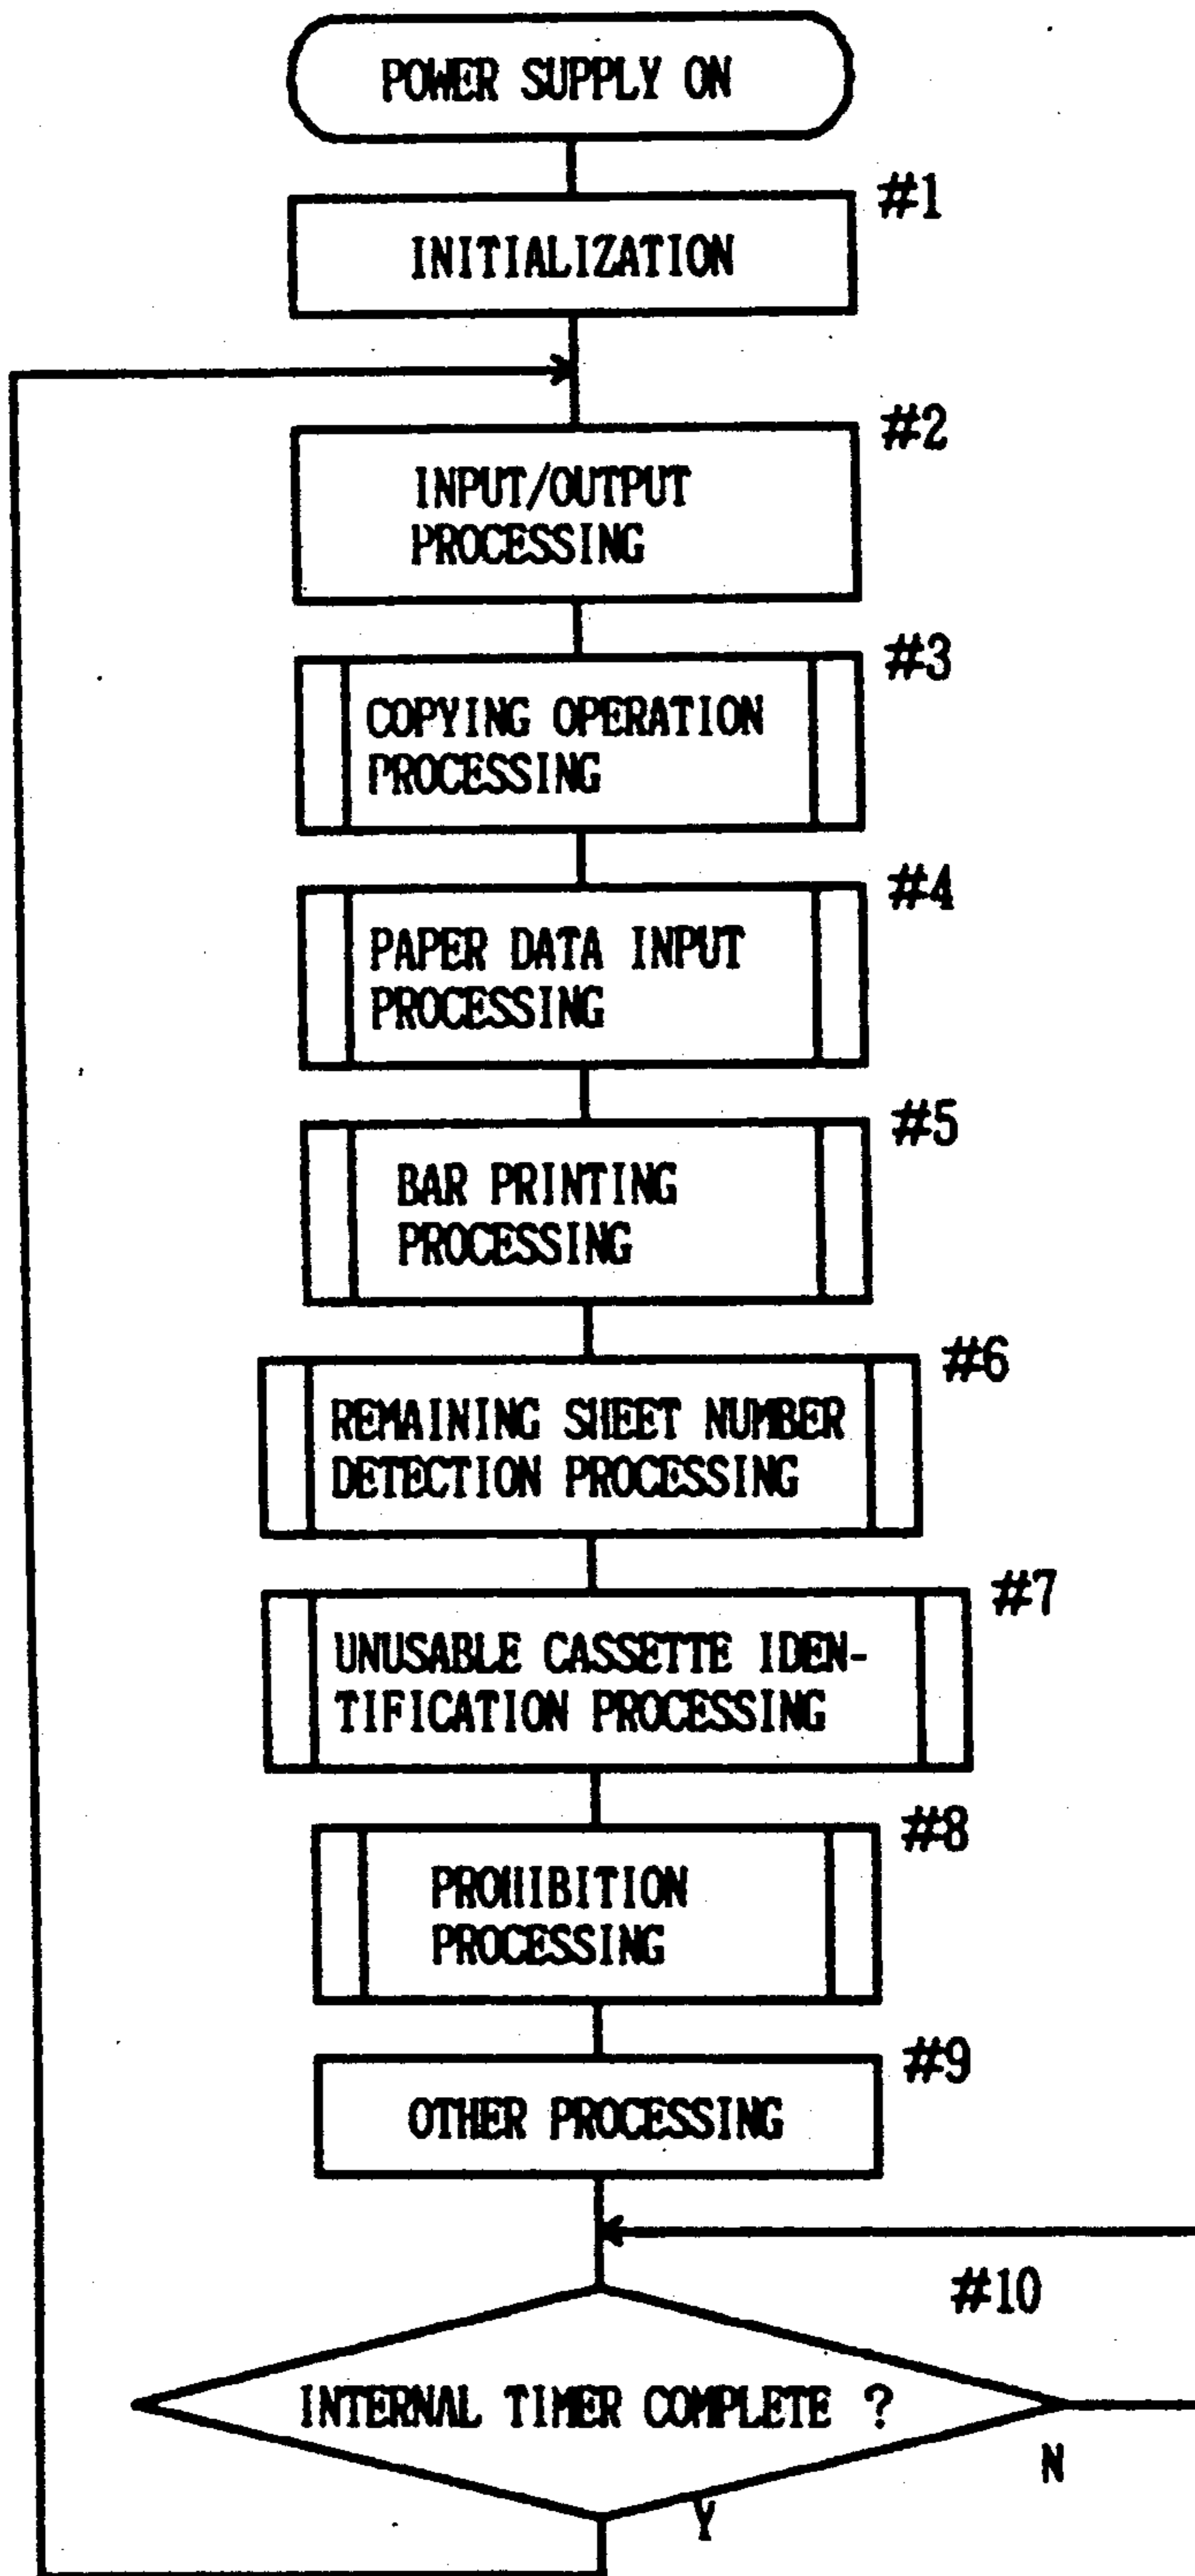 POWER SUPPLY ON
#1
INITIALIZATION
#2
INPUT/OUTPUT
PROCESSING
#3
COPYING OPERATION
PROCESSING
#4
PAPER DATA INPUT
PROCESSING
#5
BAR PRINTING
PROCESSING
#6
REMAINING SHEET NUMBER
DETECTION PROCESSING
#7
UNUSABLE CASSETTE IDEN-
TIFICATION PROCESSING
#8
PROHIBITION
PROCESSING
#9
OTHER PROCESSING
#10
INTERNAL TIMER COMPLETE ?
N
Y